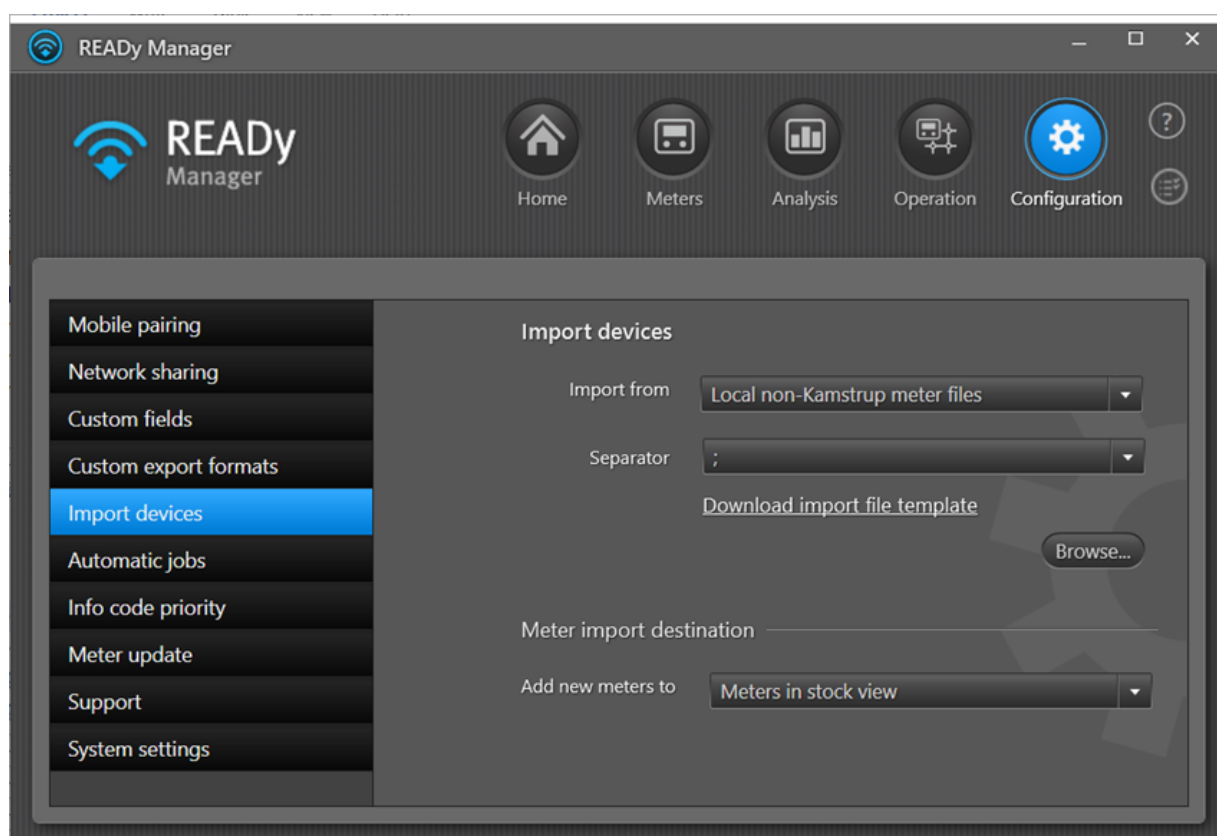 READy Manager
READy
Manager
Home Meters Analysis Operation Configuration
?
Mobile pairing
Network sharing
Custom fields
Custom export formats
Import devices
Automatic jobs
Info code priority
Meter update
Support
System settings
Import devices
Import from Local non-Kamstrup meter files
Separator ;
Download import file template
Browse...
Meter import destination
Add new meters to Meters in stock view